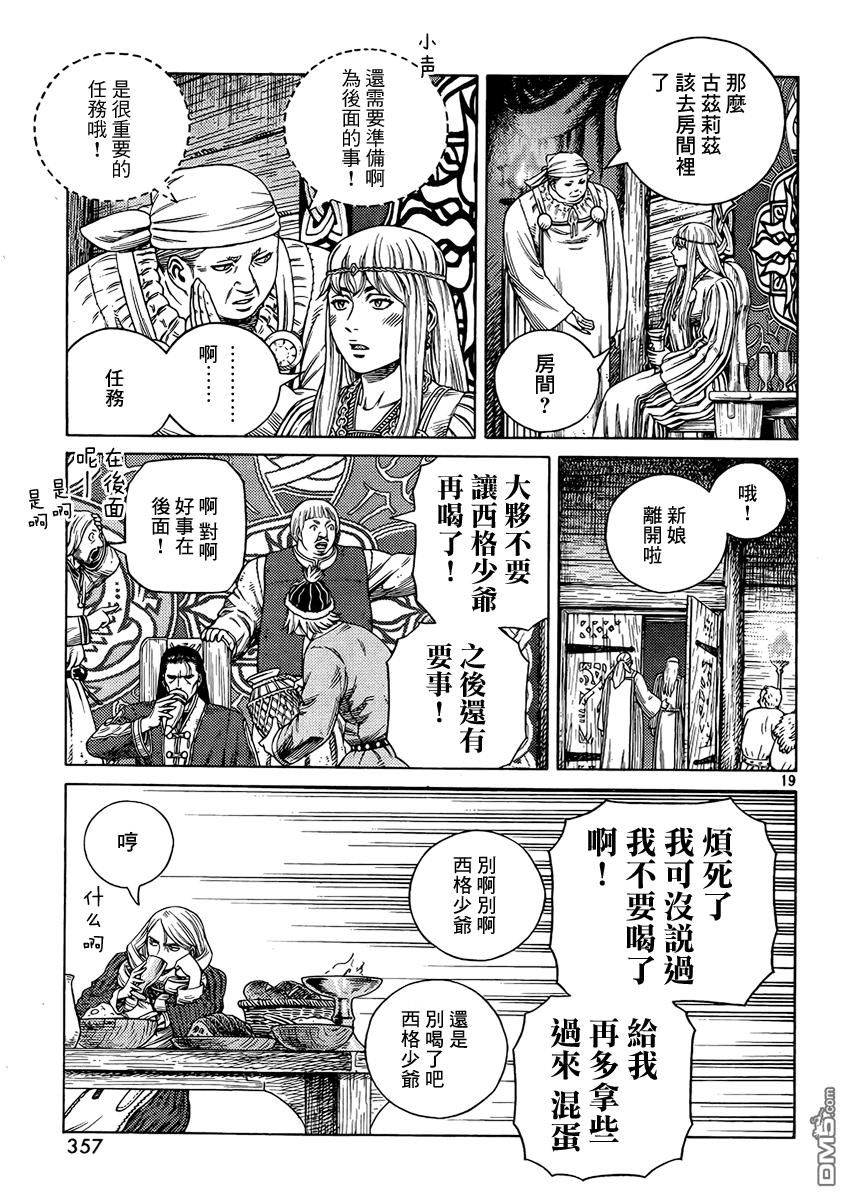 那麼
古茲莉茲
該去房間裡
了
房間？
小声
還需要準備啊
為後面的事！
是很重要的
任務哦！
………
啊……
任務
哦！
新娘
離開啦
大夥不要
讓西格少爺
再喝了！
之後還有
要事！
啊 對啊
好事在
後面！
在後面
呢
是啊
是啊
19
煩死了
我可沒説過
我不要喝了
啊！
給我
再多拿些
過來 混蛋
別啊別啊
西格少爺
還是
別喝了吧
西格少爺
哼
什么啊
357
DM5.com